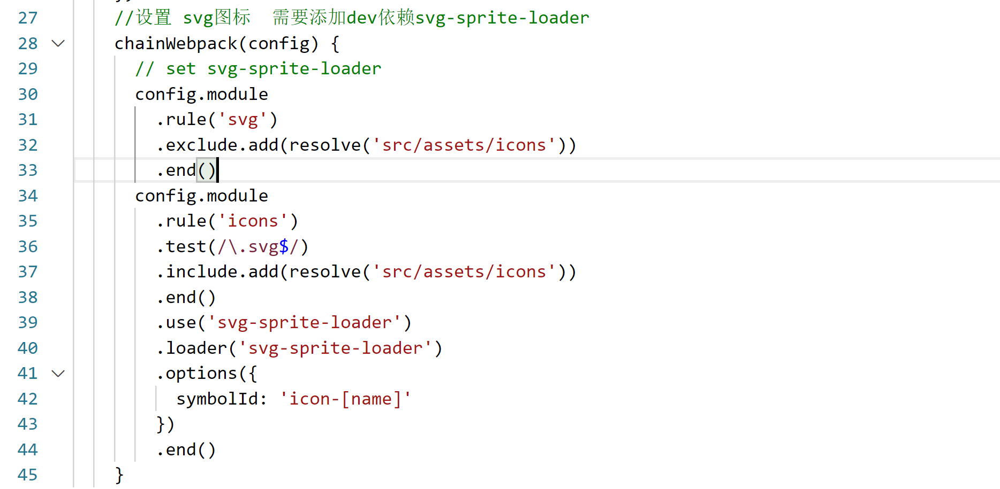 27 //设置 svg图标  需要添加dev依赖svg-sprite-loader
28 chainWebpack(config) {
29 // set svg-sprite-loader
30 config.module
31 .rule('svg')
32 .exclude.add(resolve('src/assets/icons'))
33 .end()
34 config.module
35 .rule('icons')
36 .test(/\.svg$/)
37 .include.add(resolve('src/assets/icons'))
38 .end()
39 .use('svg-sprite-loader')
40 .loader('svg-sprite-loader')
41 .options({
42 symbolId: 'icon-[name]'
43 })
44 .end()
45 }